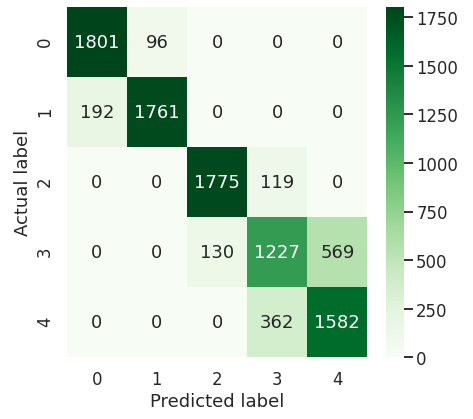 0 1801 96 0 0 0
1 192 1761 0 0 0
2 0 0 1775 119 0
3 0 0 130 1227 569
4 0 0 0 362 1582
0 1 2 3 4
Actual label
Predicted label
1750
1500
1250
1000
750
500
250
0